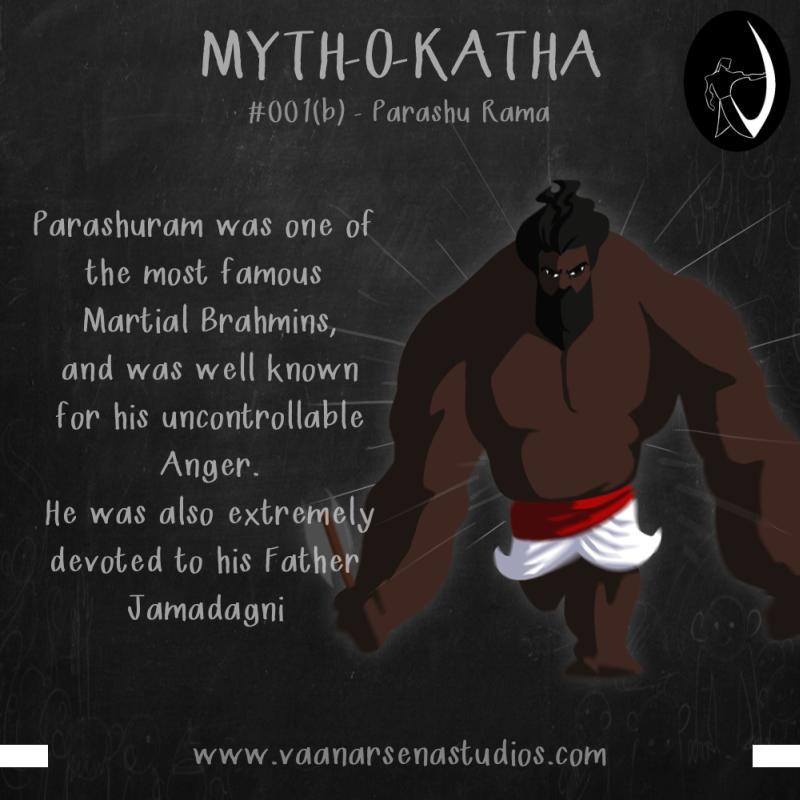 MYTH-O-KATHA
#001(b) - Parashu Rama
Parashuram was one of
the most famous
Martial Brahmins,
and was well known
for his uncontrollable
Anger.
He was also extremely
devoted to his Father
Jamadagni
www.vaanarsenastudios.com